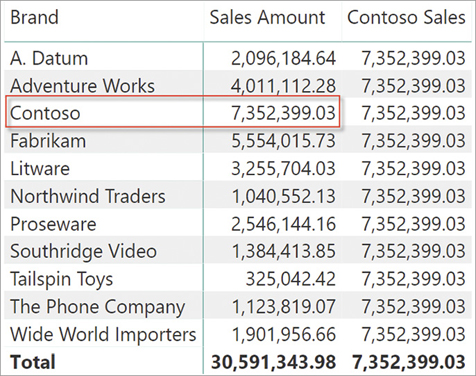 Brand Sales Amount Contoso Sales
A. Datum 2,096,184.64 7,352,399.03
Adventure Works 4,011,112.28 7,352,399.03
Contoso 7,352,399.03 7,352,399.03
Fabrikam 5,554,015.73 7,352,399.03
Litware 3,255,704.03 7,352,399.03
Northwind Traders 1,040,552.13 7,352,399.03
Proseware 2,546,144.16 7,352,399.03
Southridge Video 1,384,413.85 7,352,399.03
Tailspin Toys 325,042.42 7,352,399.03
The Phone Company 1,123,819.07 7,352,399.03
Wide World Importers 1,901,956.66 7,352,399.03
Total 30,591,343.98 7,352,399.03